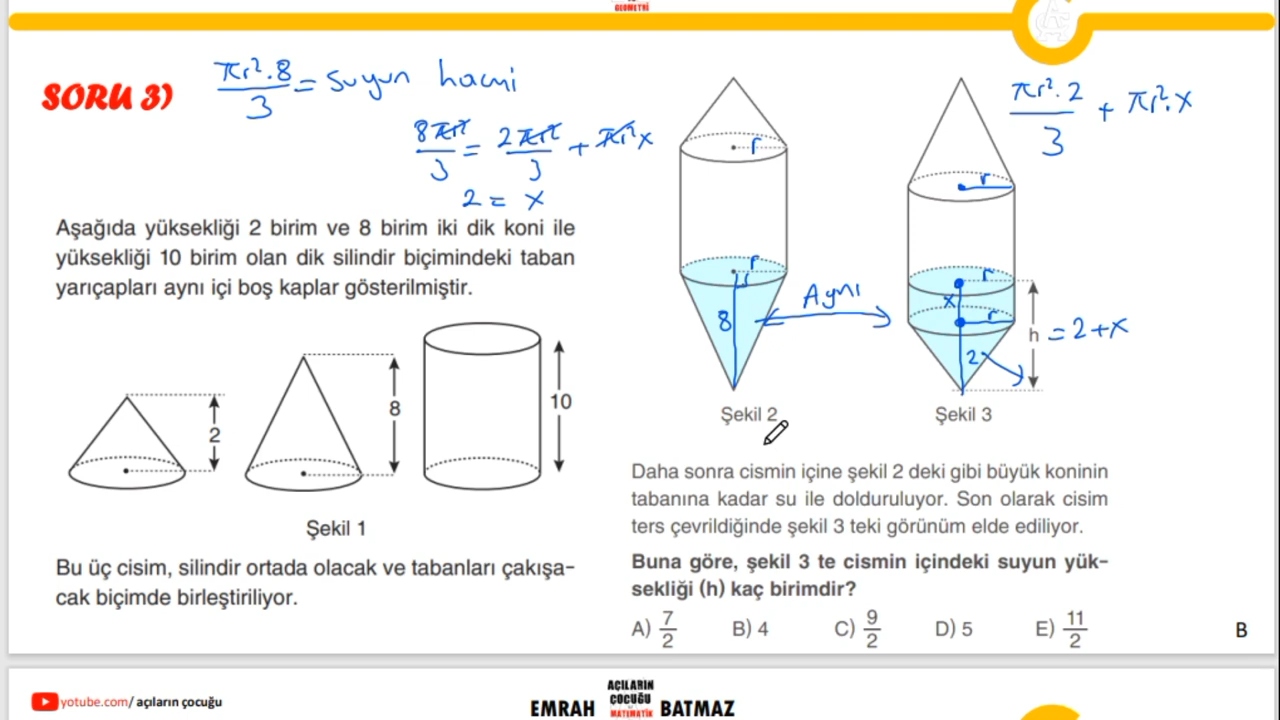 GEOMETRİ
SORU 3)
πr².8/3 = suyun hacmi
8πr²/3 = 2πr²/3 + πr²x
2 = x
Aşağıda yüksekliği 2 birim ve 8 birim iki dik koni ile
yüksekliği 10 birim olan dik silindir biçimindeki taban
yarıçapları aynı içi boş kaplar gösterilmiştir.
2
8
10
Şekil 1
Bu üç cisim, silindir ortada olacak ve tabanları çakışa-
cak biçimde birleştiriliyor.
r
r
8
Aynı
Şekil 2
πr².2/3 + πr².x
r
r
x
r
2
h = 2+x
Şekil 3
Daha sonra cismin içine şekil 2 deki gibi büyük koninin
tabanına kadar su ile dolduruluyor. Son olarak cisim
ters çevrildiğinde şekil 3 teki görünüm elde ediliyor.
Buna göre, şekil 3 te cismin içindeki suyun yük-
sekliği (h) kaç birimdir?
A) 7/2 B) 4 C) 9/2 D) 5 E) 11/2
B
yotube.com/ açıların çocuğu
EMRAH
AÇILARIN
ÇOCUĞU
MATEMATİK
BATMAZ